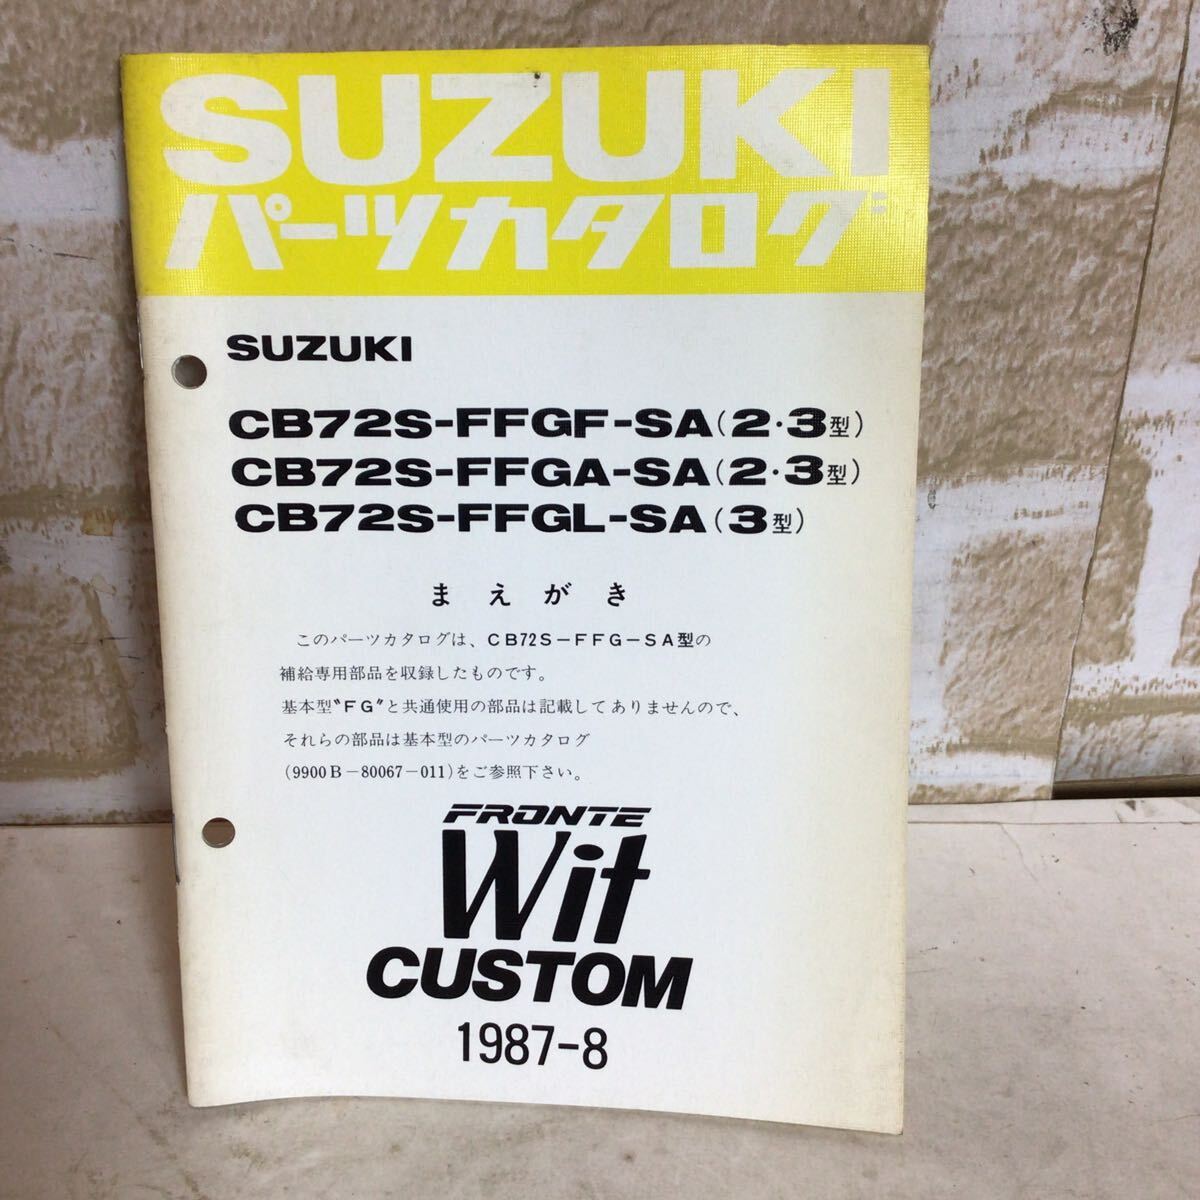 SUZUKI
パーツカタログ
SUZUKI
CB72S-FFGF-SA(2・3型)
CB72S-FFGA-SA(2・3型)
CB72S-FFGL-SA(3型)
まえがき
このパーツカタログは、CB72S-FFG-SA型の
補給専用部品を収録したものです。
基本型〝FG〟と共通使用の部品は記載してありませんので、
それらの部品は基本型のパーツカタログ
(9900B-80067-011)をご参照下さい。
FRONTE
Wit
CUSTOM
1987-8